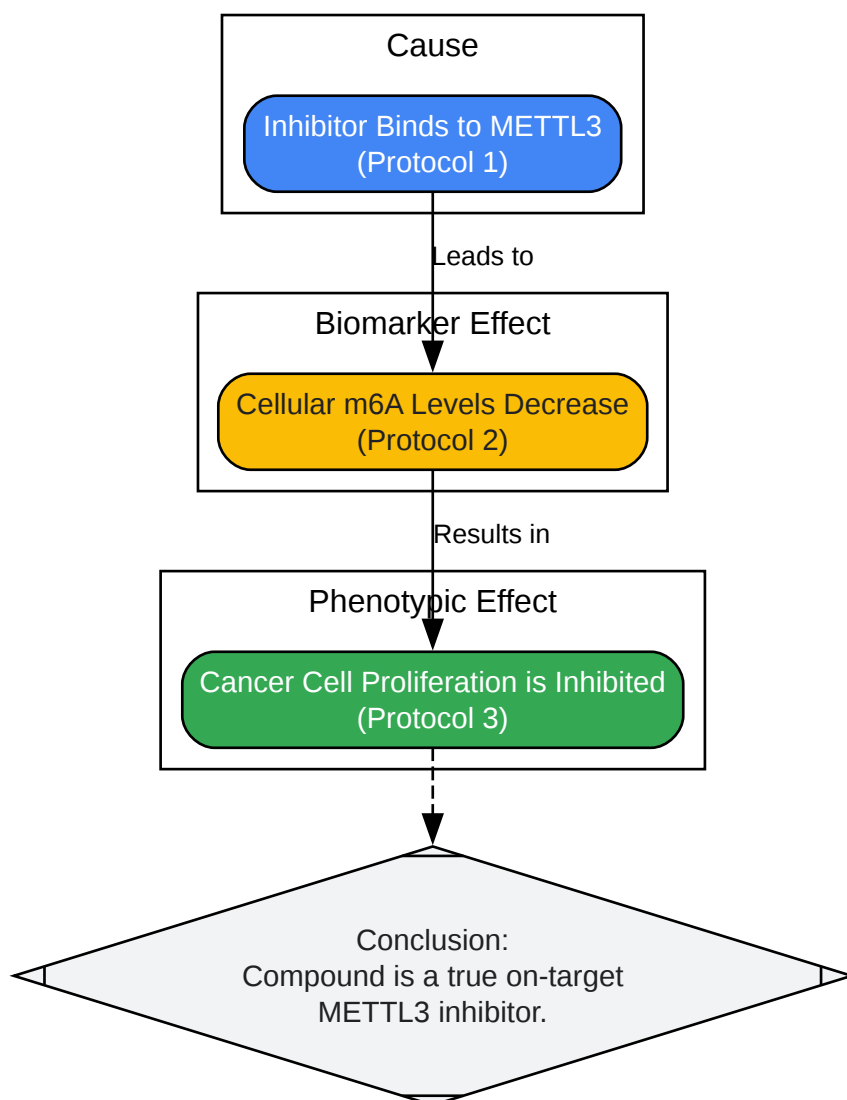 Cause
Inhibitor Binds to METTL3
(Protocol 1)
Leads to
Biomarker Effect
Cellular m6A Levels Decrease
(Protocol 2)
Results in
Phenotypic Effect
Cancer Cell Proliferation is Inhibited
(Protocol 3)
Conclusion:
Compound is a true on-target
METTL3 inhibitor.